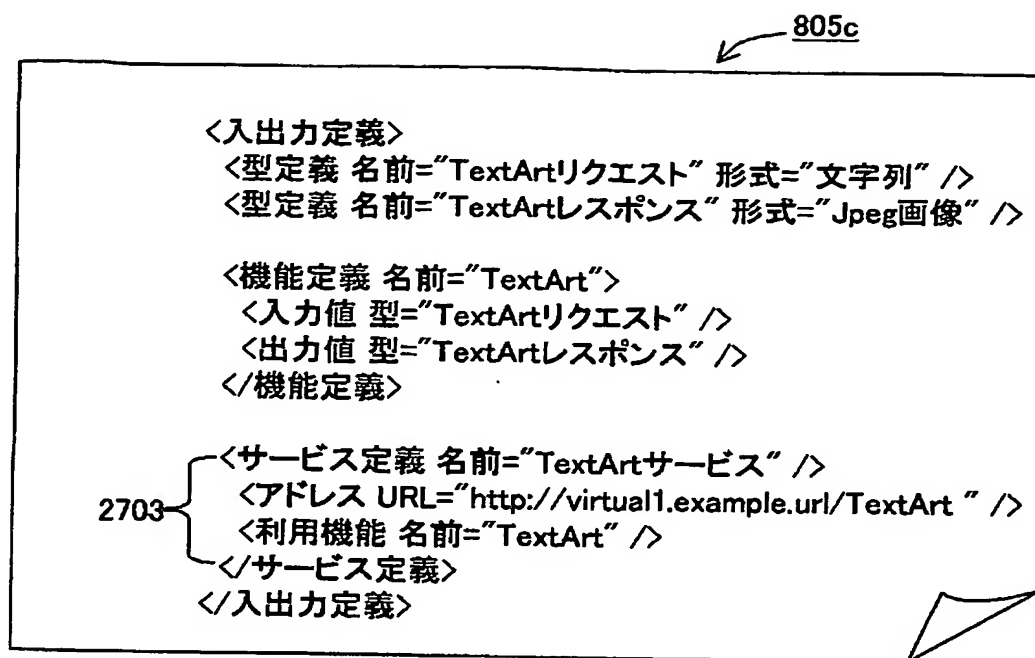 805c
<入出力定義>
<型定義 名前="TextArtリクエスト" 形式="文字列" />
<型定義 名前="TextArtレスポンス" 形式="Jpeg画像" />
<機能定義 名前="TextArt">
<入力値 型="TextArtリクエスト" />
<出力値 型="TextArtレスポンス" />
</機能定義>
<サービス定義 名前="TextArtサービス" />
2703 <アドレス URL="http://virtual1.example.url/TextArt " />
<利用機能 名前="TextArt" />
</サービス定義>
</入出力定義>